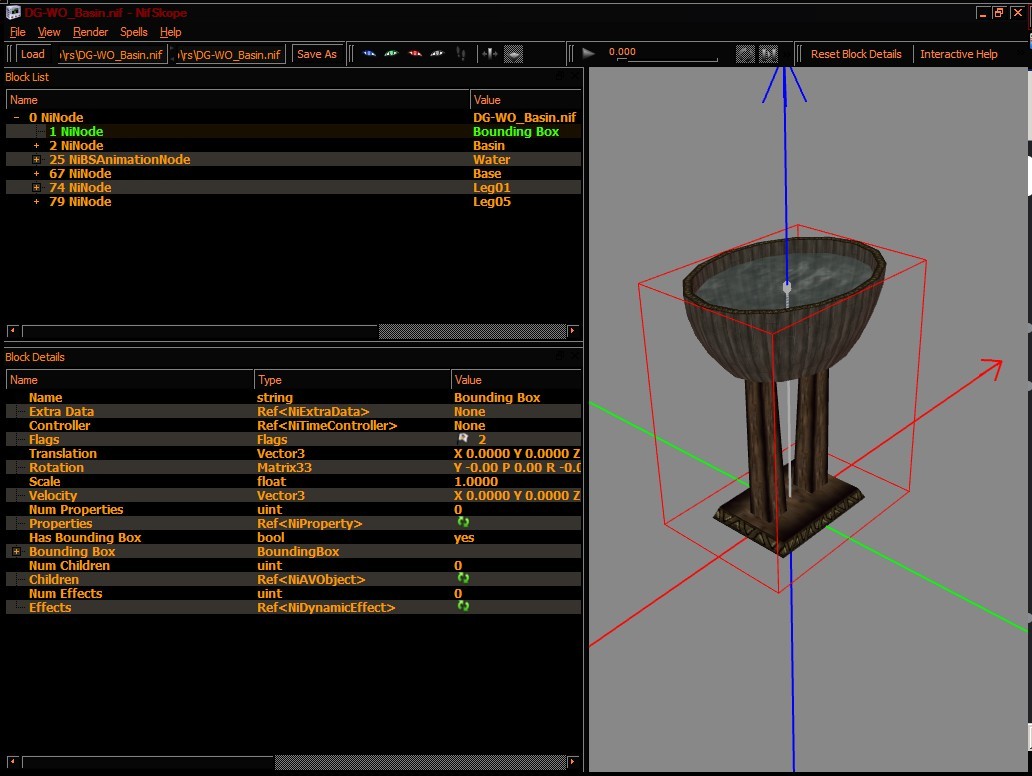 DG-WO_Basin.nif - NifSkope
File View Render Spells Help
Load \rs\DG-WO_Basin.nif \rs\DG-WO_Basin.nif Save As 0.000 Reset Block Details Interactive Help
Block List
Name Value
0 NiNode DG-WO_Basin.nif
1 NiNode Bounding Box
2 NiNode Basin
25 NiBSAnimationNode Water
67 NiNode Base
74 NiNode Leg01
79 NiNode Leg05
Block Details
Name Type Value
Name string Bounding Box
Extra Data Ref<NiExtraData> None
Controller Ref<NiTimeController> None
Flags Flags 2
Translation Vector3 X 0.0000 Y 0.0000 Z
Rotation Matrix33 Y -0.00 P 0.00 R -0.0
Scale float 1.0000
Velocity Vector3 X 0.0000 Y 0.0000 Z
Num Properties uint 0
Properties Ref<NiProperty>
Has Bounding Box bool yes
Bounding Box BoundingBox
Num Children uint 0
Children Ref<NiAVObject>
Num Effects uint 0
Effects Ref<NiDynamicEffect>